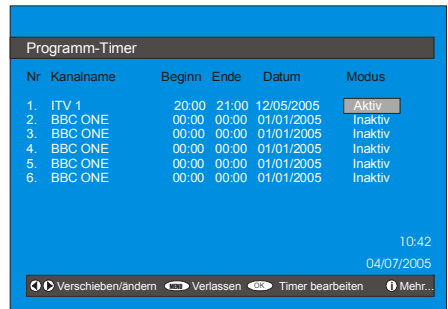 Programm-Timer
Nr Kanalname Beginn Ende Datum Modus
1. ITV 1 20:00 21:00 12/05/2005 Aktiv
2. BBC ONE 00:00 00:00 01/01/2005 Inaktiv
3. BBC ONE 00:00 00:00 01/01/2005 Inaktiv
4. BBC ONE 00:00 00:00 01/01/2005 Inaktiv
5. BBC ONE 00:00 00:00 01/01/2005 Inaktiv
6. BBC ONE 00:00 00:00 01/01/2005 Inaktiv
10:42
04/07/2005
Verschieben/ändern MENU Verlassen OK Timer bearbeiten i Mehr...